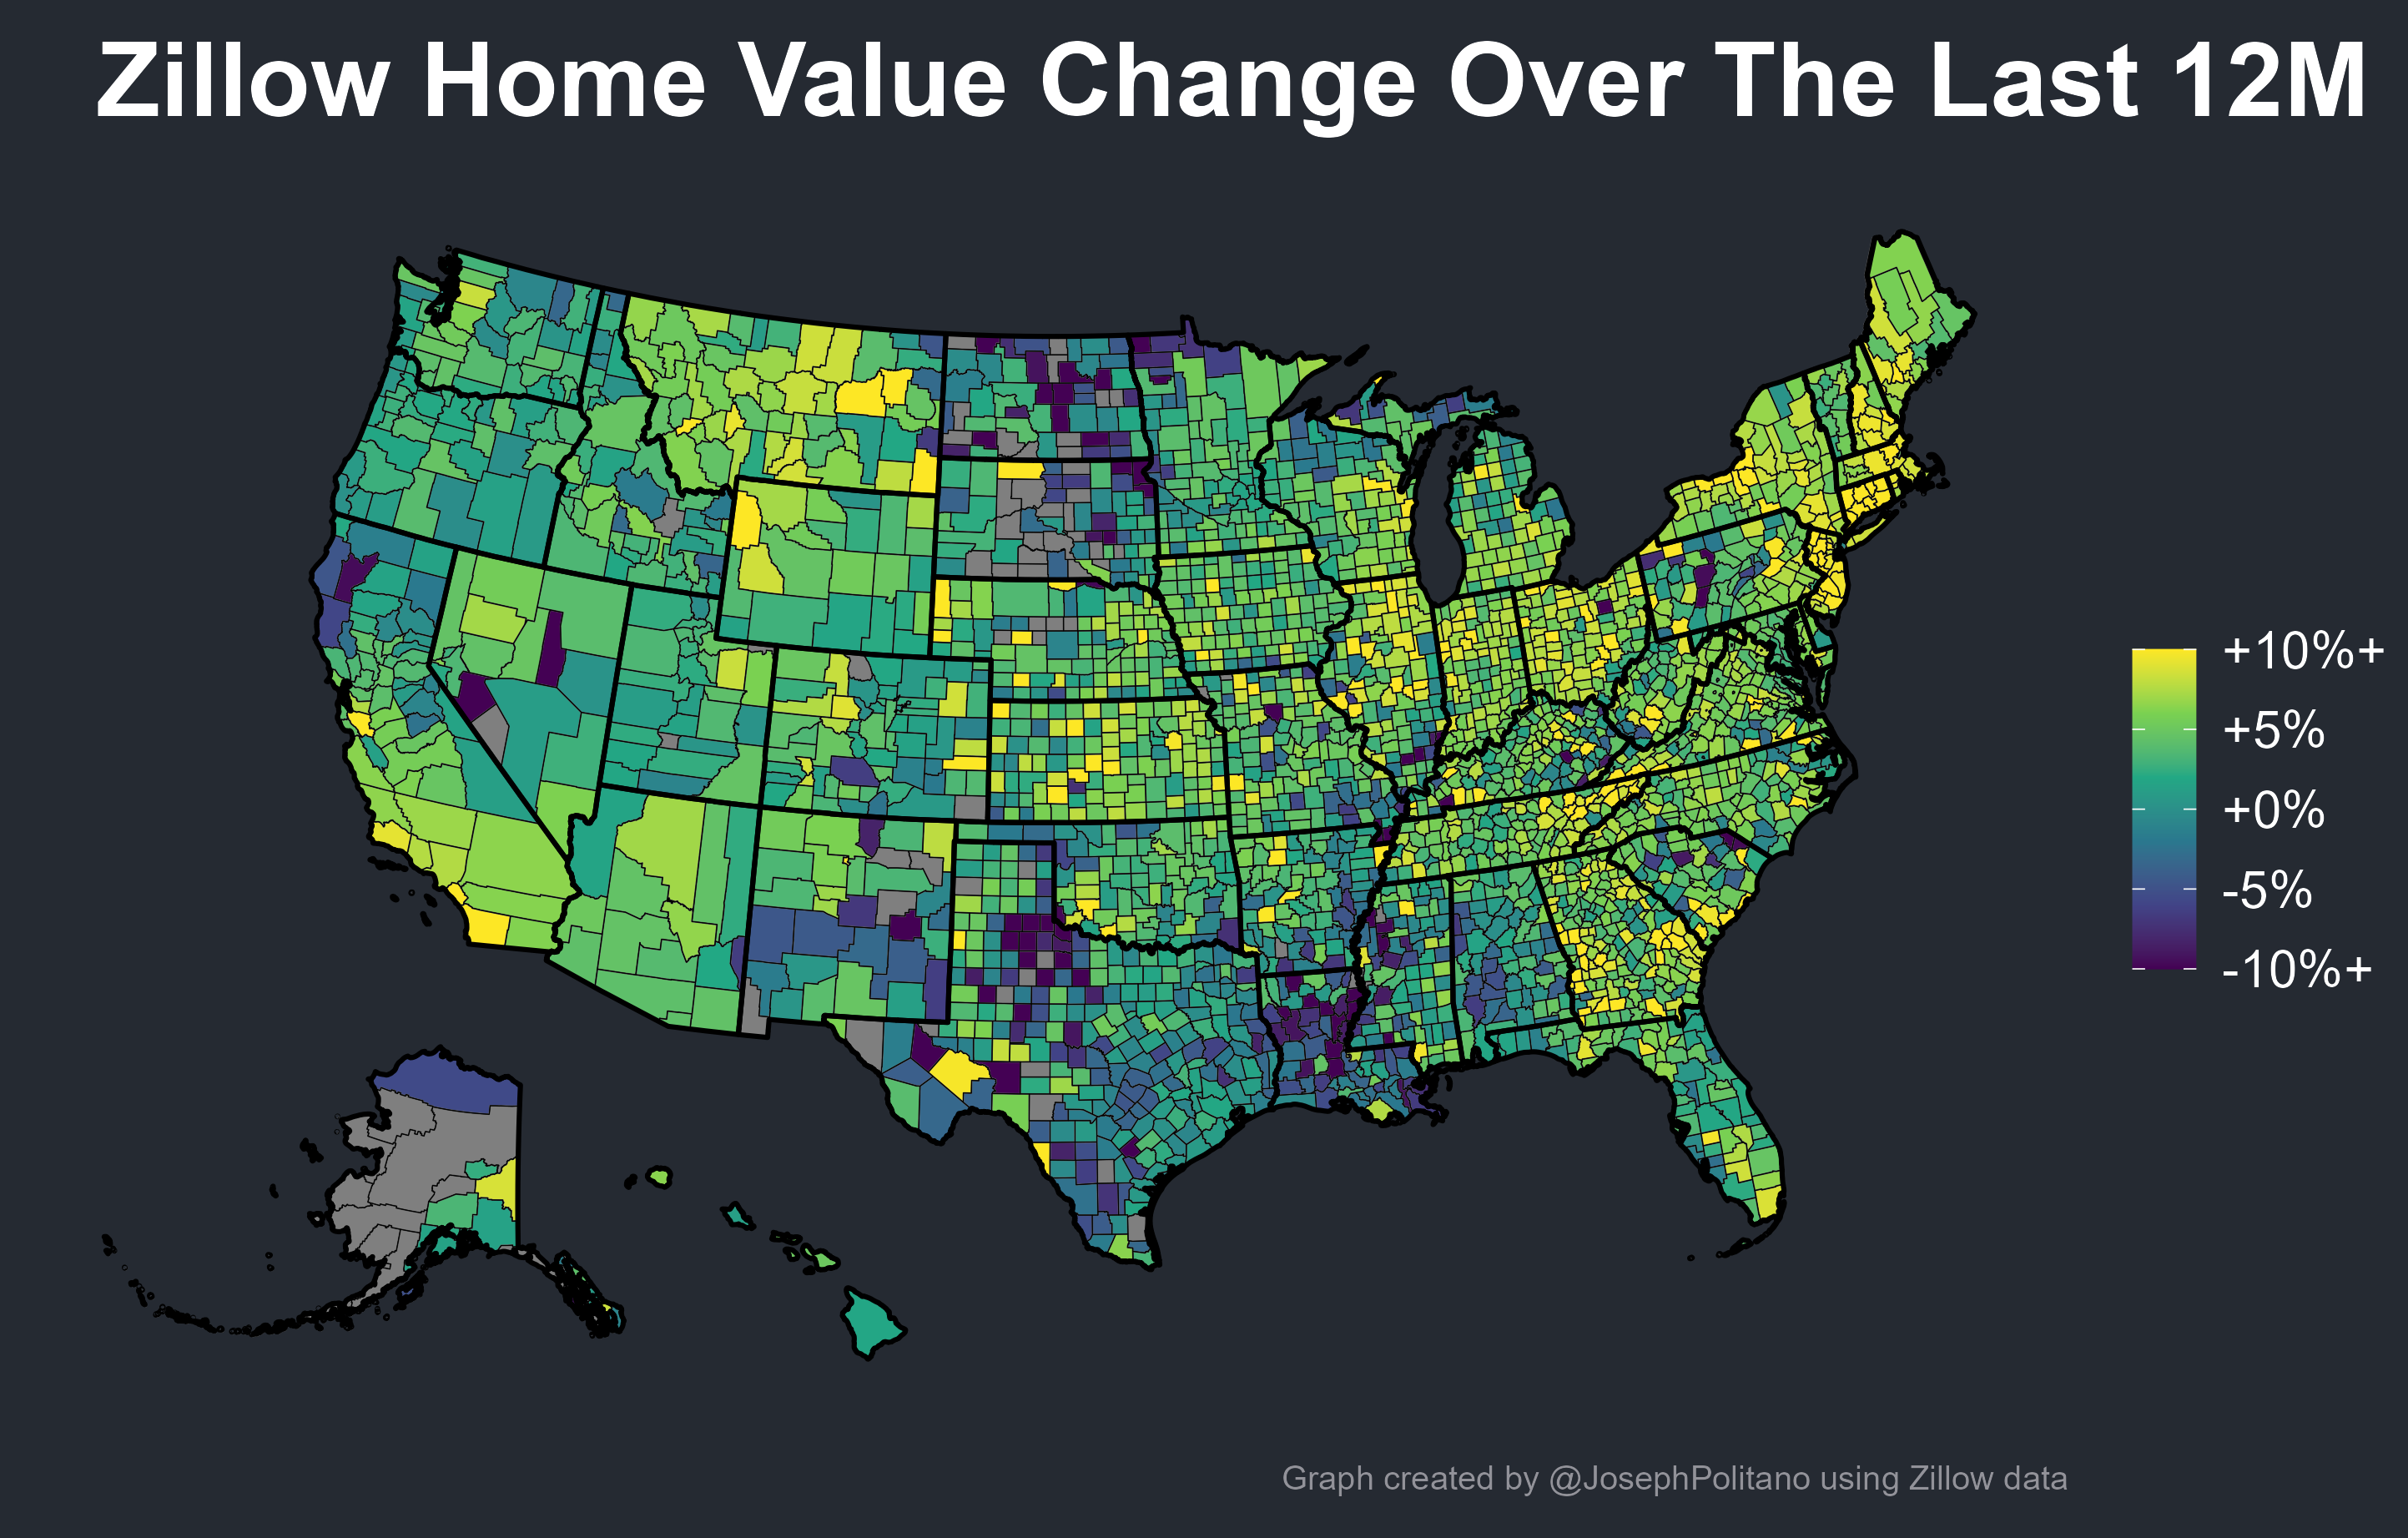 Zillow Home Value Change Over The Last 12M
+10%+
+5%
+0%
-5%
-10%+
Graph created by @JosephPolitano using Zillow data